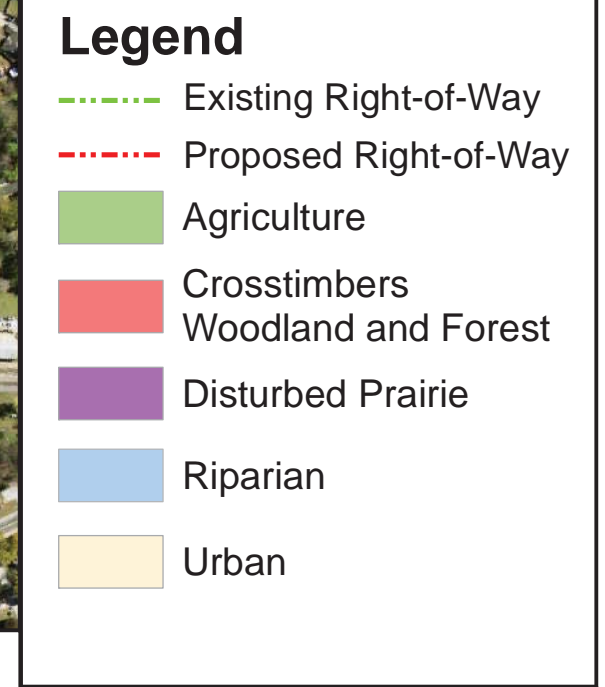 Legend
Existing Right-of-Way
Proposed Right-of-Way
Agriculture
Crosstimbers
Woodland and Forest
Disturbed Prairie
Riparian
Urban